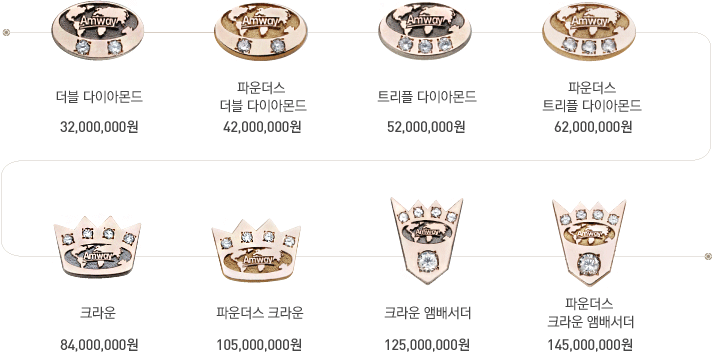 Amway Amway Amway Amway
더블 다이아몬드
32,000,000원
파운더스
더블 다이아몬드
42,000,000원
트리플 다이아몬드
52,000,000원
파운더스
트리플 다이아몬드
62,000,000원
Amway Amway Amway Amway
크라운
84,000,000원
파운더스 크라운
105,000,000원
크라운 앰배서더
125,000,000원
파운더스
크라운 앰배서더
145,000,000원